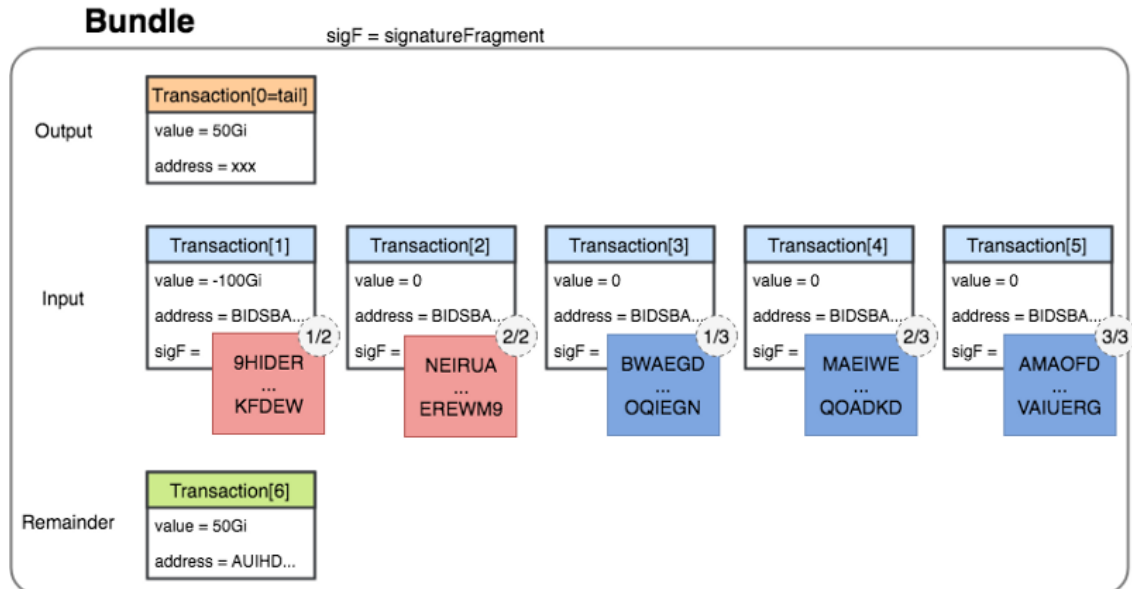 Bundle
sigF = signatureFragment
Output
Transaction[0=tail]
value = 50Gi
address = xxx
Input
Transaction[1]
value = -100Gi
address = BIDSBA...
sigF =
1/2
9HIDER
...
KFDEW
Transaction[2]
value = 0
address = BIDSBA...
sigF =
2/2
NEIRUA
...
EREWM9
Transaction[3]
value = 0
address = BIDSBA...
sigF =
1/3
BWAEGD
...
OQIEGN
Transaction[4]
value = 0
address = BIDSBA...
sigF =
2/3
MAEIWE
...
QOADKD
Transaction[5]
value = 0
address = BIDSBA...
sigF =
3/3
AMAOFD
...
VAIUERG
Remainder
Transaction[6]
value = 50Gi
address = AUIHD...